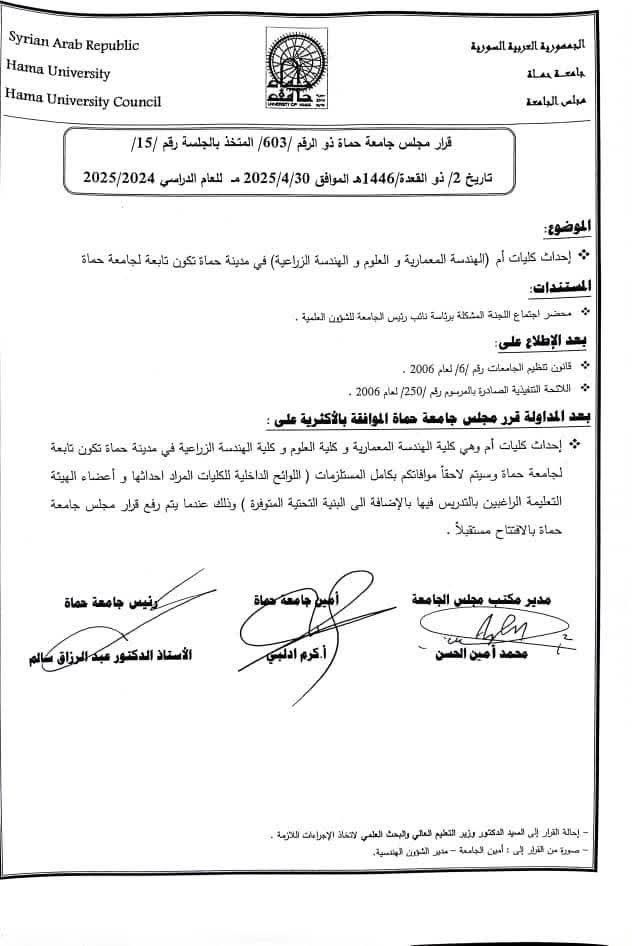 Syrian Arab Republic
Hama University
Hama University Council
الجمهورية العربية السورية
جامعة حماة
مجلس الجامعة
UNIVERSITY OF HAMA
قرار مجلس جامعة حماة ذو الرقم /603/ المتخذ بالجلسة رقم /15/
تاريخ 2/ ذو القعدة/1446هـ الموافق 2025/4/30 مـ للعام الدراسي 2025/2024
الموضوع:
❖ إحداث كليات أم (الهندسة المعمارية و العلوم و الهندسة الزراعية) في مدينة حماة تكون تابعة لجامعة حماة
المستندات:
❖ محضر اجتماع اللجنة المشكلة برئاسة نائب رئيس الجامعة للشؤون العلمية .
بعد الإطلاع على:
❖ قانون تنظيم الجامعات رقم /6/ لعام 2006 .
❖ اللائحة التنفيذية الصادرة بالمرسوم رقم /250/ لعام 2006 .
بعد المداولة قرر مجلس جامعة حماة الموافقة بالأكثرية على :
❖ إحداث كليات أم وهي كلية الهندسة المعمارية و كلية العلوم و كلية الهندسة الزراعية في مدينة حماة تكون تابعة
لجامعة حماة وسيتم لاحقاً موافاتكم بكامل المستلزمات ( اللوائح الداخلية للكليات المراد احداثها و أعضاء الهيئة
التعليمة الراغبين بالتدريس فيها بالإضافة الى البنية التحتية المتوفرة ) وذلك عندما يتم رفع قرار مجلس جامعة
حماة بالافتتاح مستقبلاً .
مدير مكتب مجلس الجامعة
أمين جامعة حماة
رئيس جامعة حماة
محمد أمين الحسن
أ.كرم ادلبي
الأستاذ الدكتور عبد الرزاق سالم
– إحالة القرار إلى السيد الدكتور وزير التعليم العالي والبحث العلمي لاتخاذ الإجراءات اللازمة .
– صورة من القرار إلى : أمين الجامعة – مدير الشؤون الهندسية.